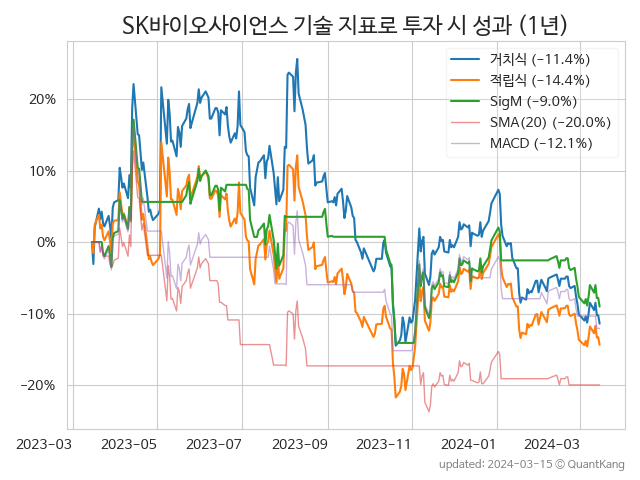 SK바이오사이언스 기술 지표로 투자 시 성과 (1년)
거치식 (-11.4%)
적립식 (-14.4%)
SigM (-9.0%)
SMA(20) (-20.0%)
MACD (-12.1%)
20%
10%
0%
-10%
-20%
2023-03 2023-05 2023-07 2023-09 2023-11 2024-01 2024-03
updated: 2024-03-15 © QuantKang